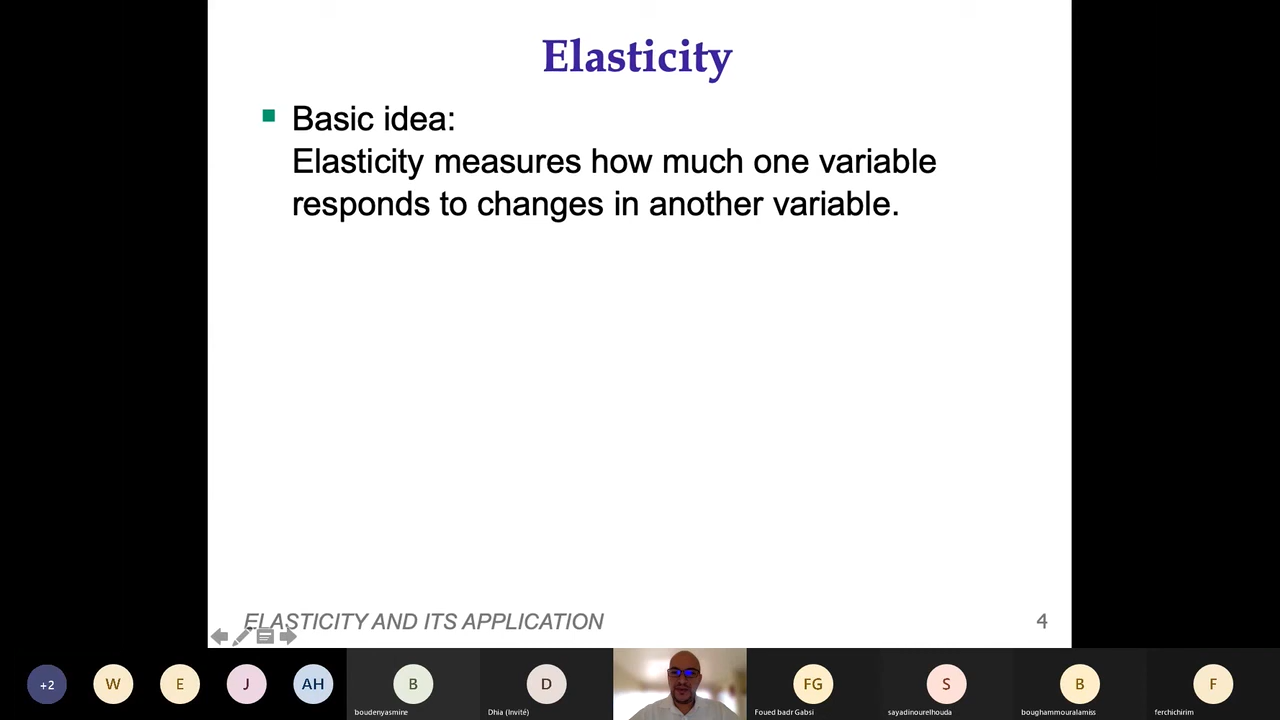 Elasticity
Basic idea:
Elasticity measures how much one variable
responds to changes in another variable.
ELASTICITY AND ITS APPLICATION
4
+2
W
E
J
AH
B
boudenyasmine
D
Dhia (Invité)
FG
Foued badr Gabsi
S
sayadinourelhouda
B
boughammouralamiss
F
ferchichirim